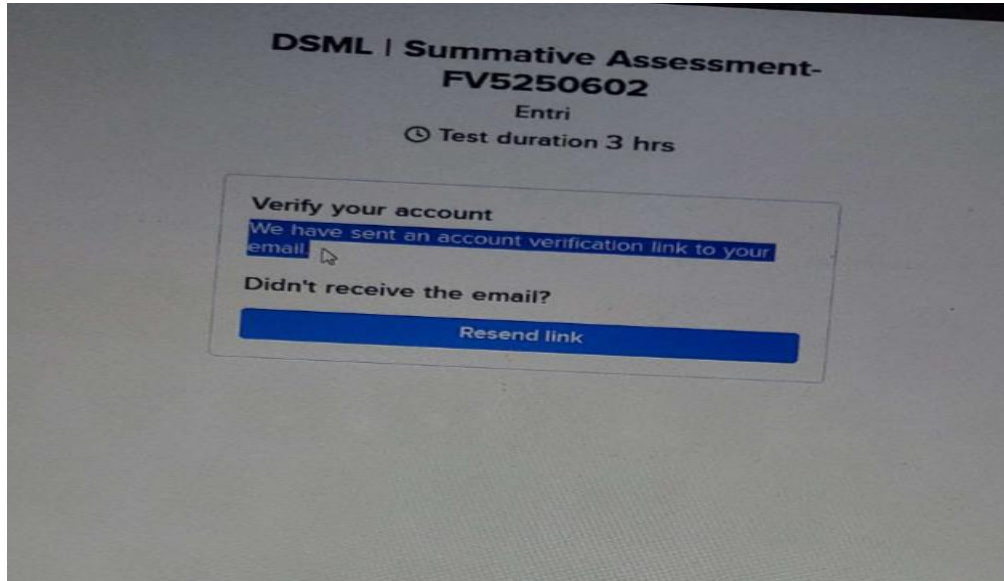 DSML | Summative Assessment-
FV5250602
Entri
Test duration 3 hrs
Verify your account
We have sent an account verification link to your
email.
Didn't receive the email?
Resend link